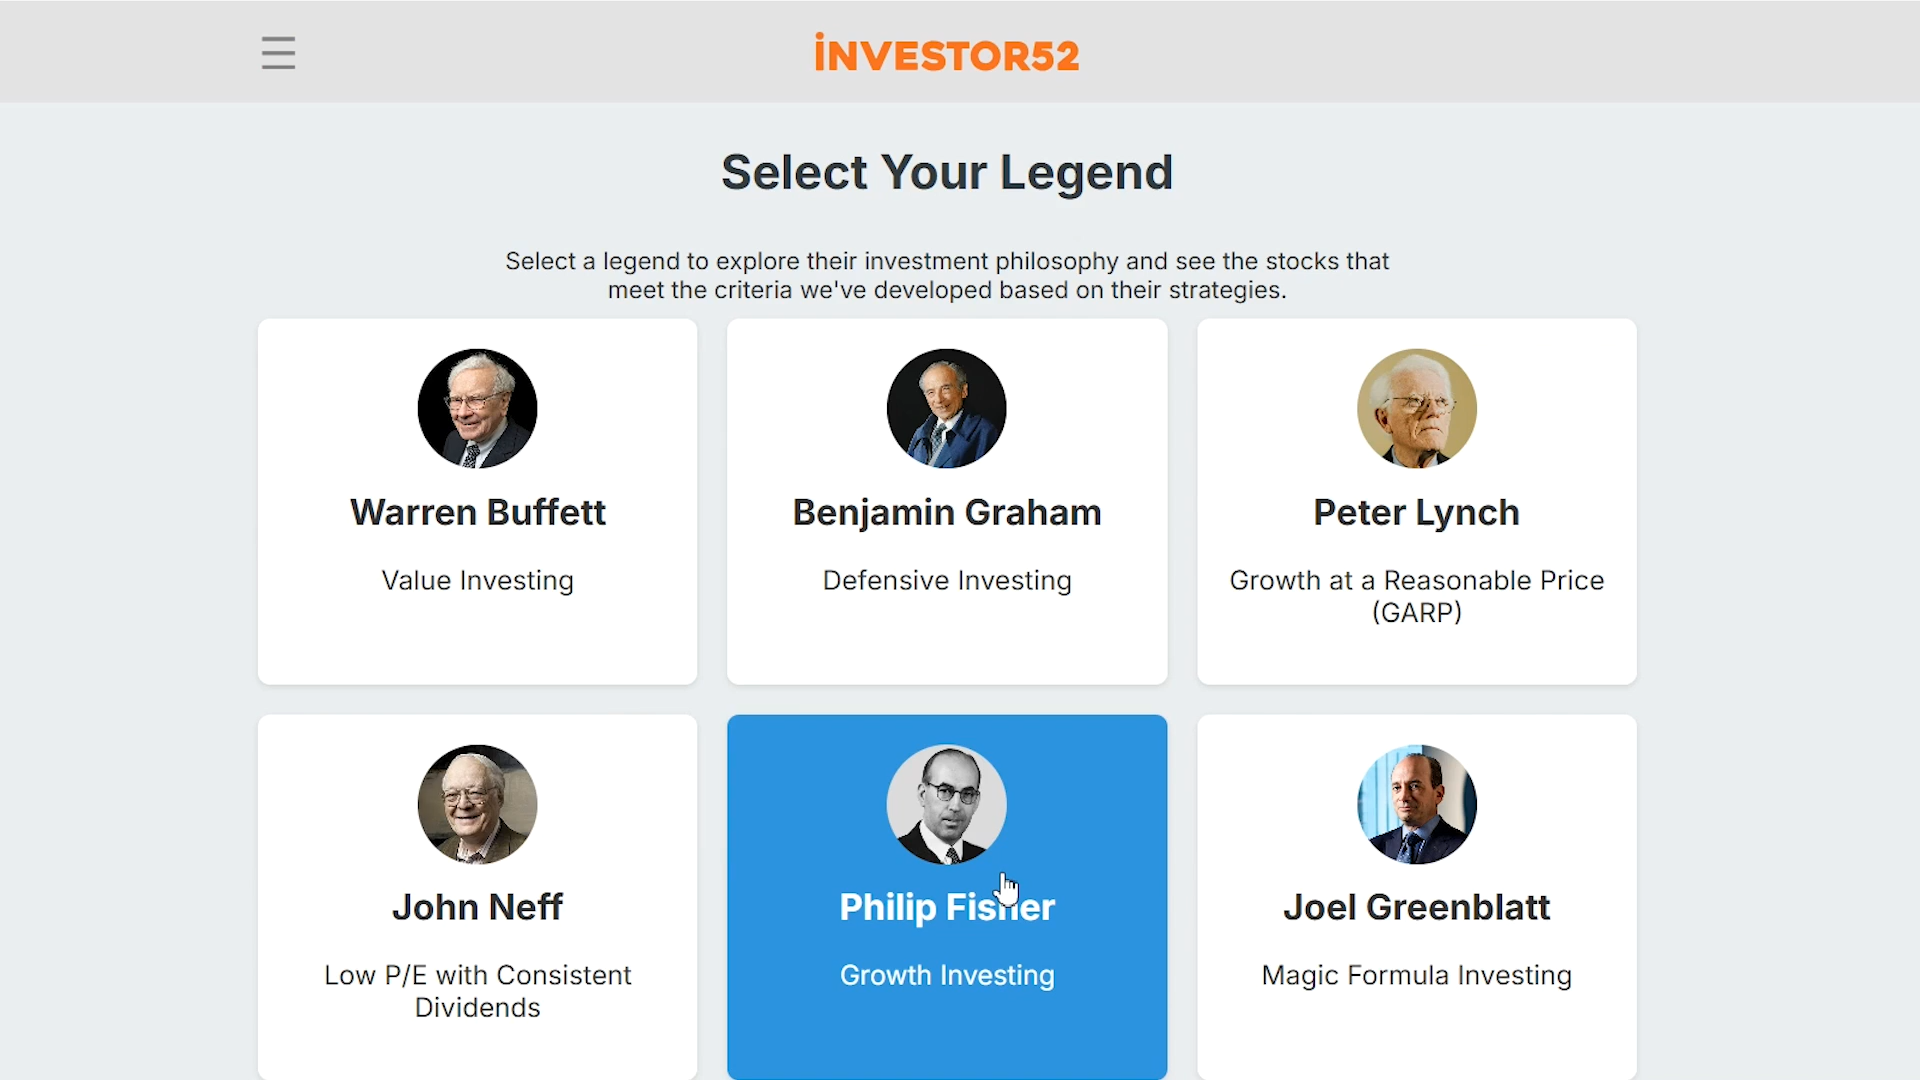 iNVESTOR52
Select Your Legend
Select a legend to explore their investment philosophy and see the stocks that
meet the criteria we've developed based on their strategies.
Warren Buffett
Value Investing
Benjamin Graham
Defensive Investing
Peter Lynch
Growth at a Reasonable Price
(GARP)
John Neff
Low P/E with Consistent
Dividends
Philip Fisher
Growth Investing
Joel Greenblatt
Magic Formula Investing